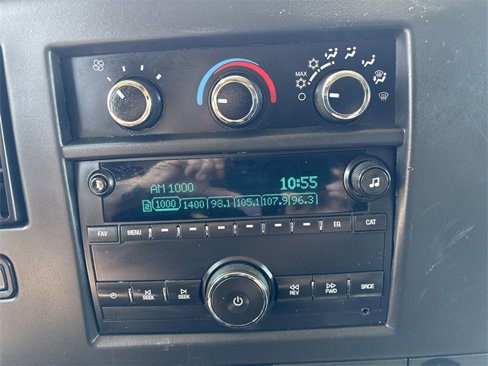 MAX
AM 1000 10:55
2 1000 1400 98.1 105.1 107.9 96.3
FAV MENU EQ CAT
SEEK SEEK REV FWD SRCE